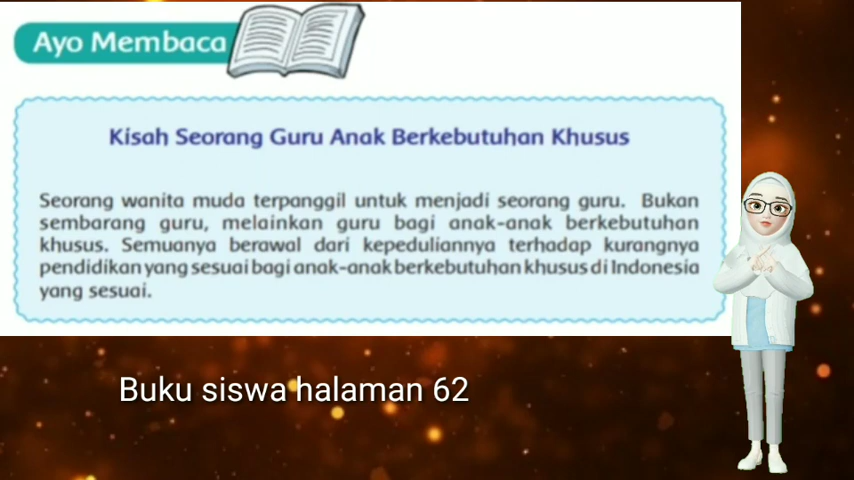 Ayo Membaca
Kisah Seorang Guru Anak Berkebutuhan Khusus
Seorang wanita muda terpanggil untuk menjadi seorang guru. Bukan
sembarang guru, melainkan guru bagi anak-anak berkebutuhan
khusus. Semuanya berawal dari kepeduliannya terhadap kurangnya
pendidikan yang sesuai bagi anak-anak berkebutuhan khusus di Indonesia
yang sesuai.
Buku siswa halaman 62